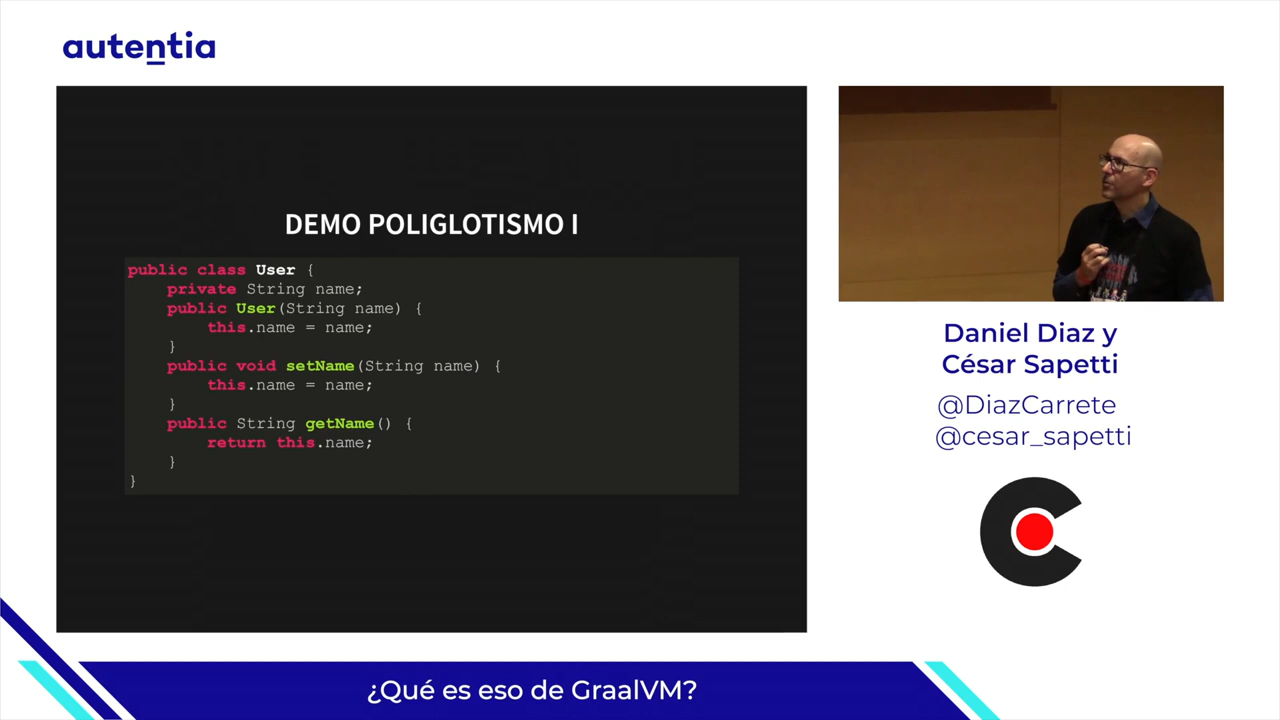 autentia
DEMO POLIGLOTISMO I
public class User {
    private String name;
    public User(String name) {
        this.name = name;
    }
    public void setName(String name) {
        this.name = name;
    }
    public String getName() {
        return this.name;
    }
}
Daniel Diaz y
César Sapetti
@DiazCarrete
@cesar_sapetti
¿Qué es eso de GraalVM?